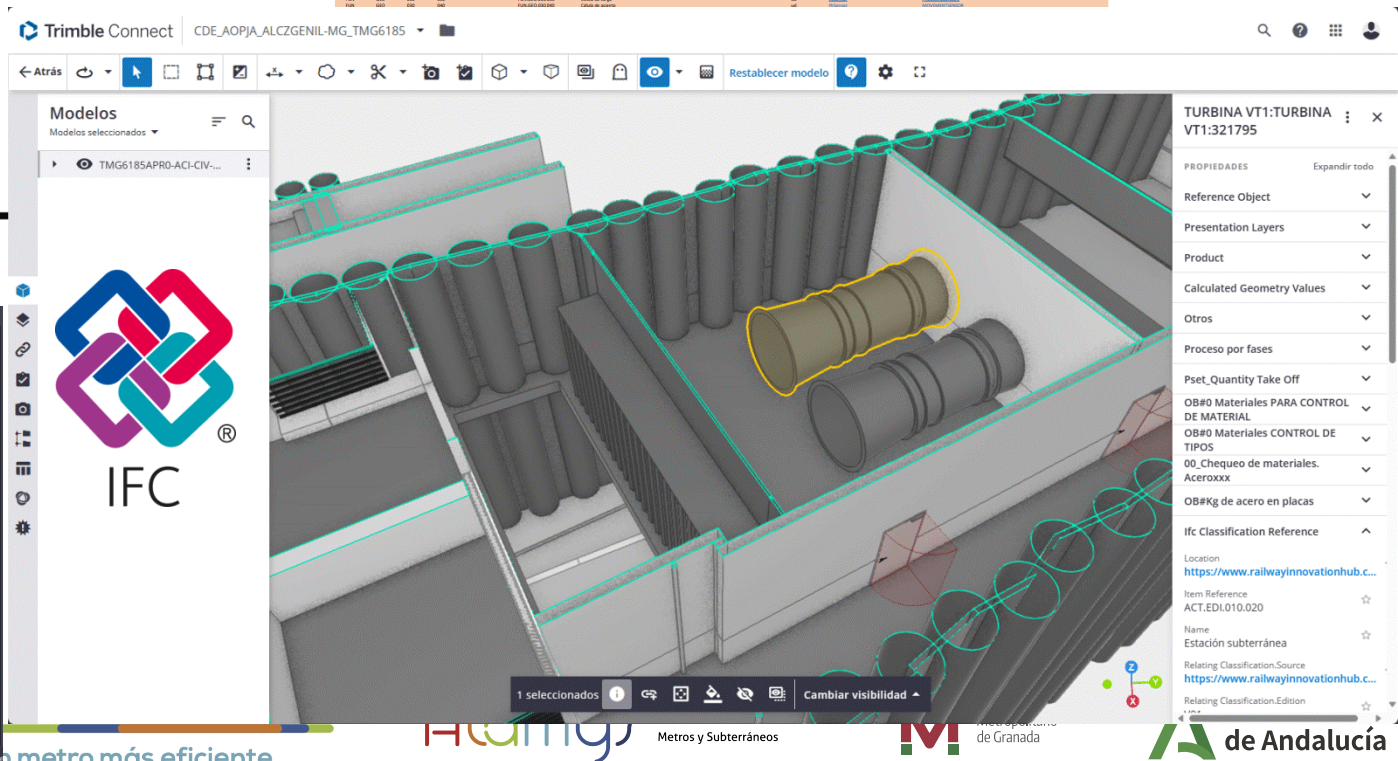 FUN GEO 030 040
Trimble Connect
CDE_AOPJA_ALCZGENIL-MG_TMG6185
Atrás
Restablecer modelo
Modelos
Modelos seleccionados
TMG6185APR0-ACI-CIV-...
®
IFC
TURBINA VT1:TURBINA
VT1:321795
PROPIEDADES Expandir todo
Reference Object
Presentation Layers
Product
Calculated Geometry Values
Otros
Proceso por fases
Pset_Quantity Take Off
OB#0 Materiales PARA CONTROL
DE MATERIAL
OB#0 Materiales CONTROL DE
TIPOS
00_Chequeo de materiales.
Aceroxxx
OB#Kg de acero en placas
Ifc Classification Reference
Location
https://www.railwayinnovationhub.c...
Item Reference
ACT.EDI.010.020
Name
Estación subterránea
Relating Classification.Source
https://www.railwayinnovationhub.c...
Relating Classification.Edition
Z
Y
X
1 seleccionados
Cambiar visibilidad
metro más eficiente
Metros y Subterráneos
Metropolitano
de Granada
de Andalucía